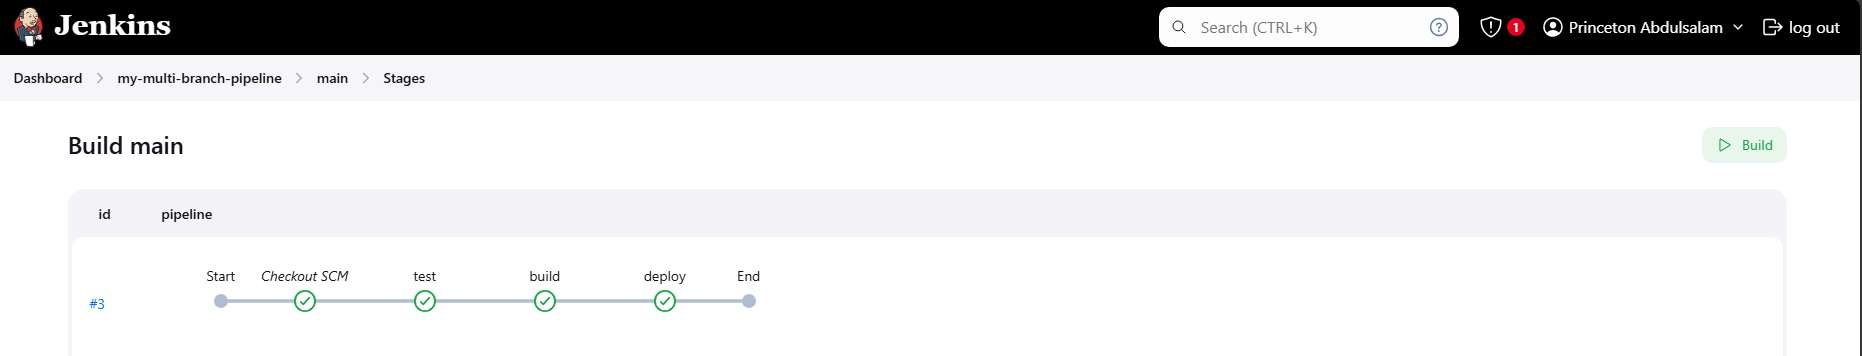 Jenkins
Search (CTRL+K)
?
1
Princeton Abdulsalam
log out
Dashboard > my-multi-branch-pipeline > main > Stages
Build main
Build
id pipeline
Start Checkout SCM test build deploy End
#3